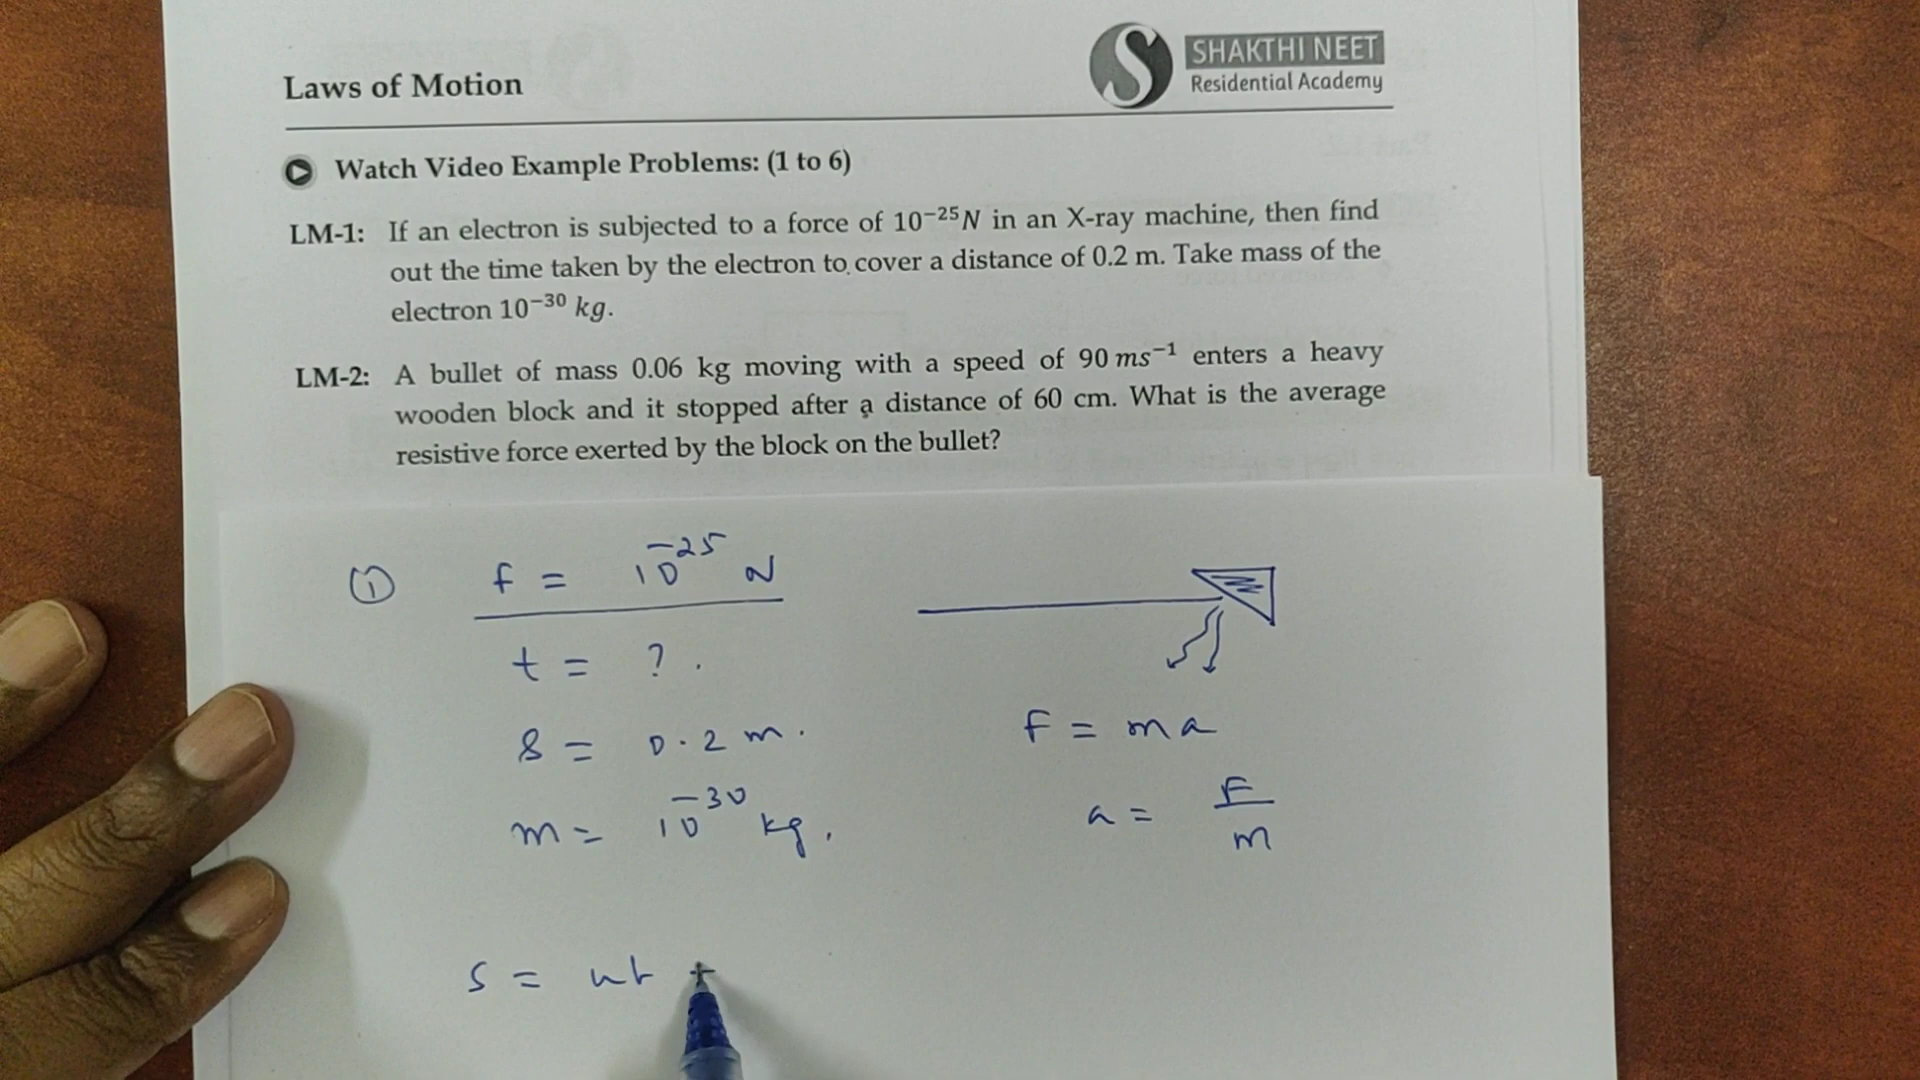 Laws of Motion
SHAKTHI NEET
Residential Academy
Watch Video Example Problems: (1 to 6)
LM-1: If an electron is subjected to a force of 10⁻²⁵N in an X-ray machine, then find
out the time taken by the electron to cover a distance of 0.2 m. Take mass of the
electron 10⁻³⁰ kg.
LM-2: A bullet of mass 0.06 kg moving with a speed of 90 ms⁻¹ enters a heavy
wooden block and it stopped after a distance of 60 cm. What is the average
resistive force exerted by the block on the bullet?
① f = 10⁻²⁵ N
t = ? .
s = 0.2 m.
m = 10⁻³⁰ kg.
f = ma
a = F/m
s = ut +